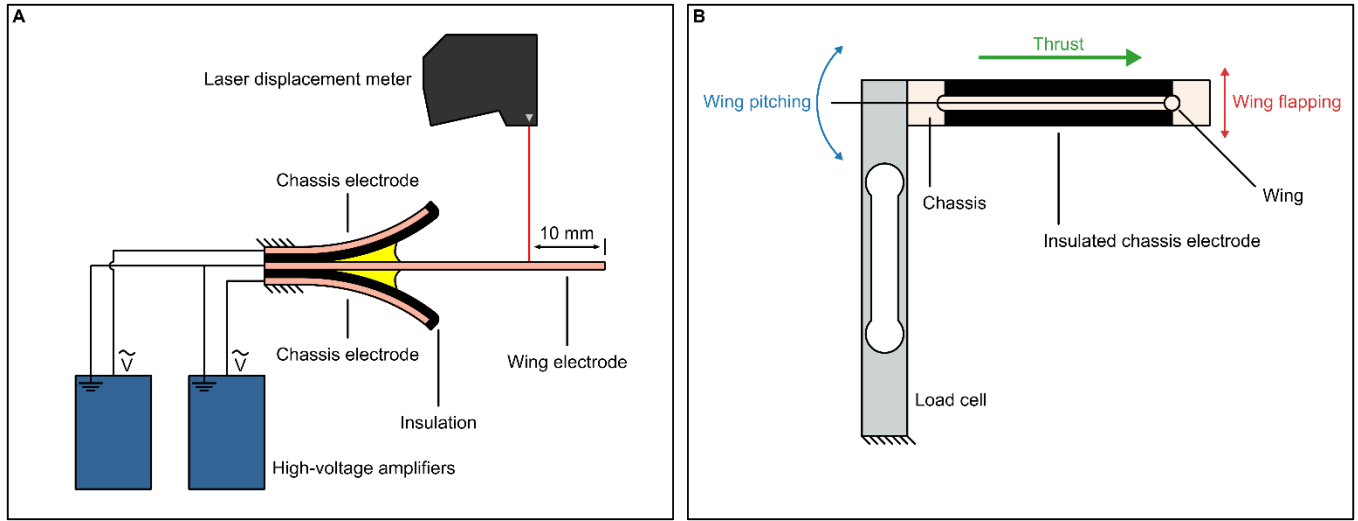 A
Laser displacement meter
Chassis electrode
10 mm
Chassis electrode
Wing electrode
Ṽ
Ṽ
Insulation
High-voltage amplifiers
B
Thrust
Wing pitching
Wing flapping
Chassis
Wing
Insulated chassis electrode
Load cell